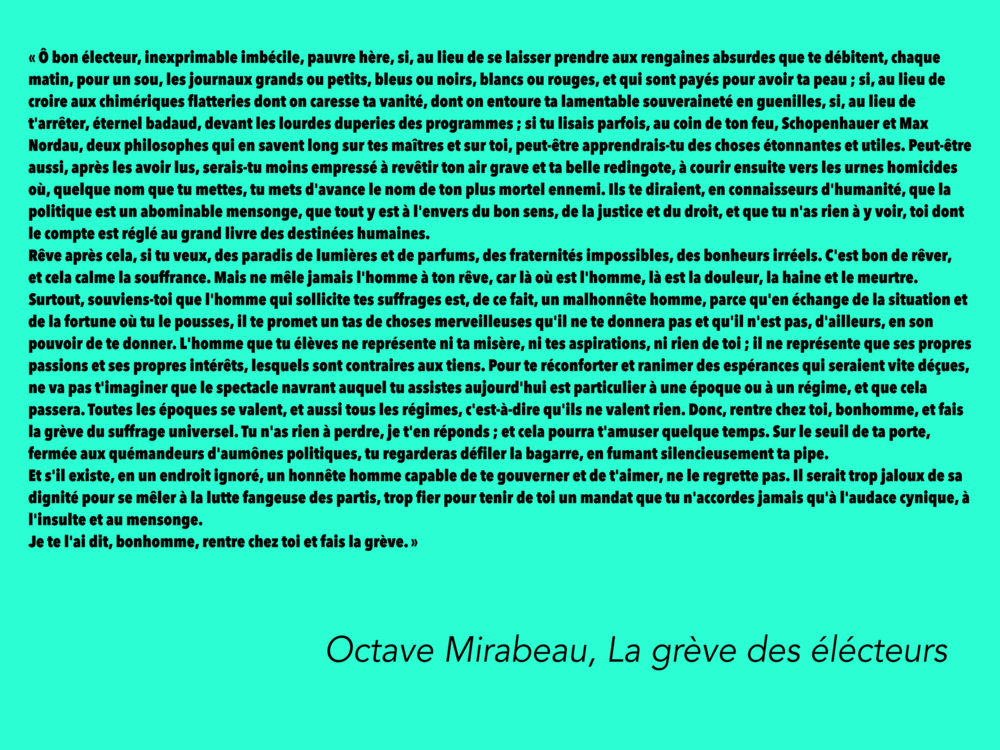 « Ô bon électeur, inexprimable imbécile, pauvre hère, si, au lieu de se laisser prendre aux rengaines absurdes que te débitent, chaque
matin, pour un sou, les journaux grands ou petits, bleus ou noirs, blancs ou rouges, et qui sont payés pour avoir ta peau ; si, au lieu de
croire aux chimériques flatteries dont on caresse ta vanité, dont on entoure ta lamentable souveraineté en guenilles, si, au lieu de
t'arrêter, éternel badaud, devant les lourdes duperies des programmes ; si tu lisais parfois, au coin de ton feu, Schopenhauer et Max
Nordau, deux philosophes qui en savent long sur tes maîtres et sur toi, peut-être apprendrais-tu des choses étonnantes et utiles. Peut-être
aussi, après les avoir lus, serais-tu moins empressé à revêtir ton air grave et ta belle redingote, à courir ensuite vers les urnes homicides
où, quelque nom que tu mettes, tu mets d'avance le nom de ton plus mortel ennemi. Ils te diraient, en connaisseurs d'humanité, que la
politique est un abominable mensonge, que tout y est à l'envers du bon sens, de la justice et du droit, et que tu n'as rien à y voir, toi dont
le compte est réglé au grand livre des destinées humaines.
Rêve après cela, si tu veux, des paradis de lumières et de parfums, des fraternités impossibles, des bonheurs irréels. C'est bon de rêver,
et cela calme la souffrance. Mais ne mêle jamais l'homme à ton rêve, car là où est l'homme, là est la douleur, la haine et le meurtre.
Surtout, souviens-toi que l'homme qui sollicite tes suffrages est, de ce fait, un malhonnête homme, parce qu'en échange de la situation et
de la fortune où tu le pousses, il te promet un tas de choses merveilleuses qu'il ne te donnera pas et qu'il n'est pas, d'ailleurs, en son
pouvoir de te donner. L'homme que tu élèves ne représente ni ta misère, ni tes aspirations, ni rien de toi ; il ne représente que ses propres
passions et ses propres intérêts, lesquels sont contraires aux tiens. Pour te réconforter et ranimer des espérances qui seraient vite déçues,
ne va pas t'imaginer que le spectacle navrant auquel tu assistes aujourd'hui est particulier à une époque ou à un régime, et que cela
passera. Toutes les époques se valent, et aussi tous les régimes, c'est-à-dire qu'ils ne valent rien. Donc, rentre chez toi, bonhomme, et fais
la grève du suffrage universel. Tu n'as rien à perdre, je t'en réponds ; et cela pourra t'amuser quelque temps. Sur le seuil de ta porte,
fermée aux quémandeurs d'aumônes politiques, tu regarderas défiler la bagarre, en fumant silencieusement ta pipe.
Et s'il existe, en un endroit ignoré, un honnête homme capable de te gouverner et de t'aimer, ne le regrette pas. Il serait trop jaloux de sa
dignité pour se mêler à la lutte fangeuse des partis, trop fier pour tenir de toi un mandat que tu n'accordes jamais qu'à l'audace cynique, à
l'insulte et au mensonge.
Je te l'ai dit, bonhomme, rentre chez toi et fais la grève. »
Octave Mirabeau, La grève des élécteurs